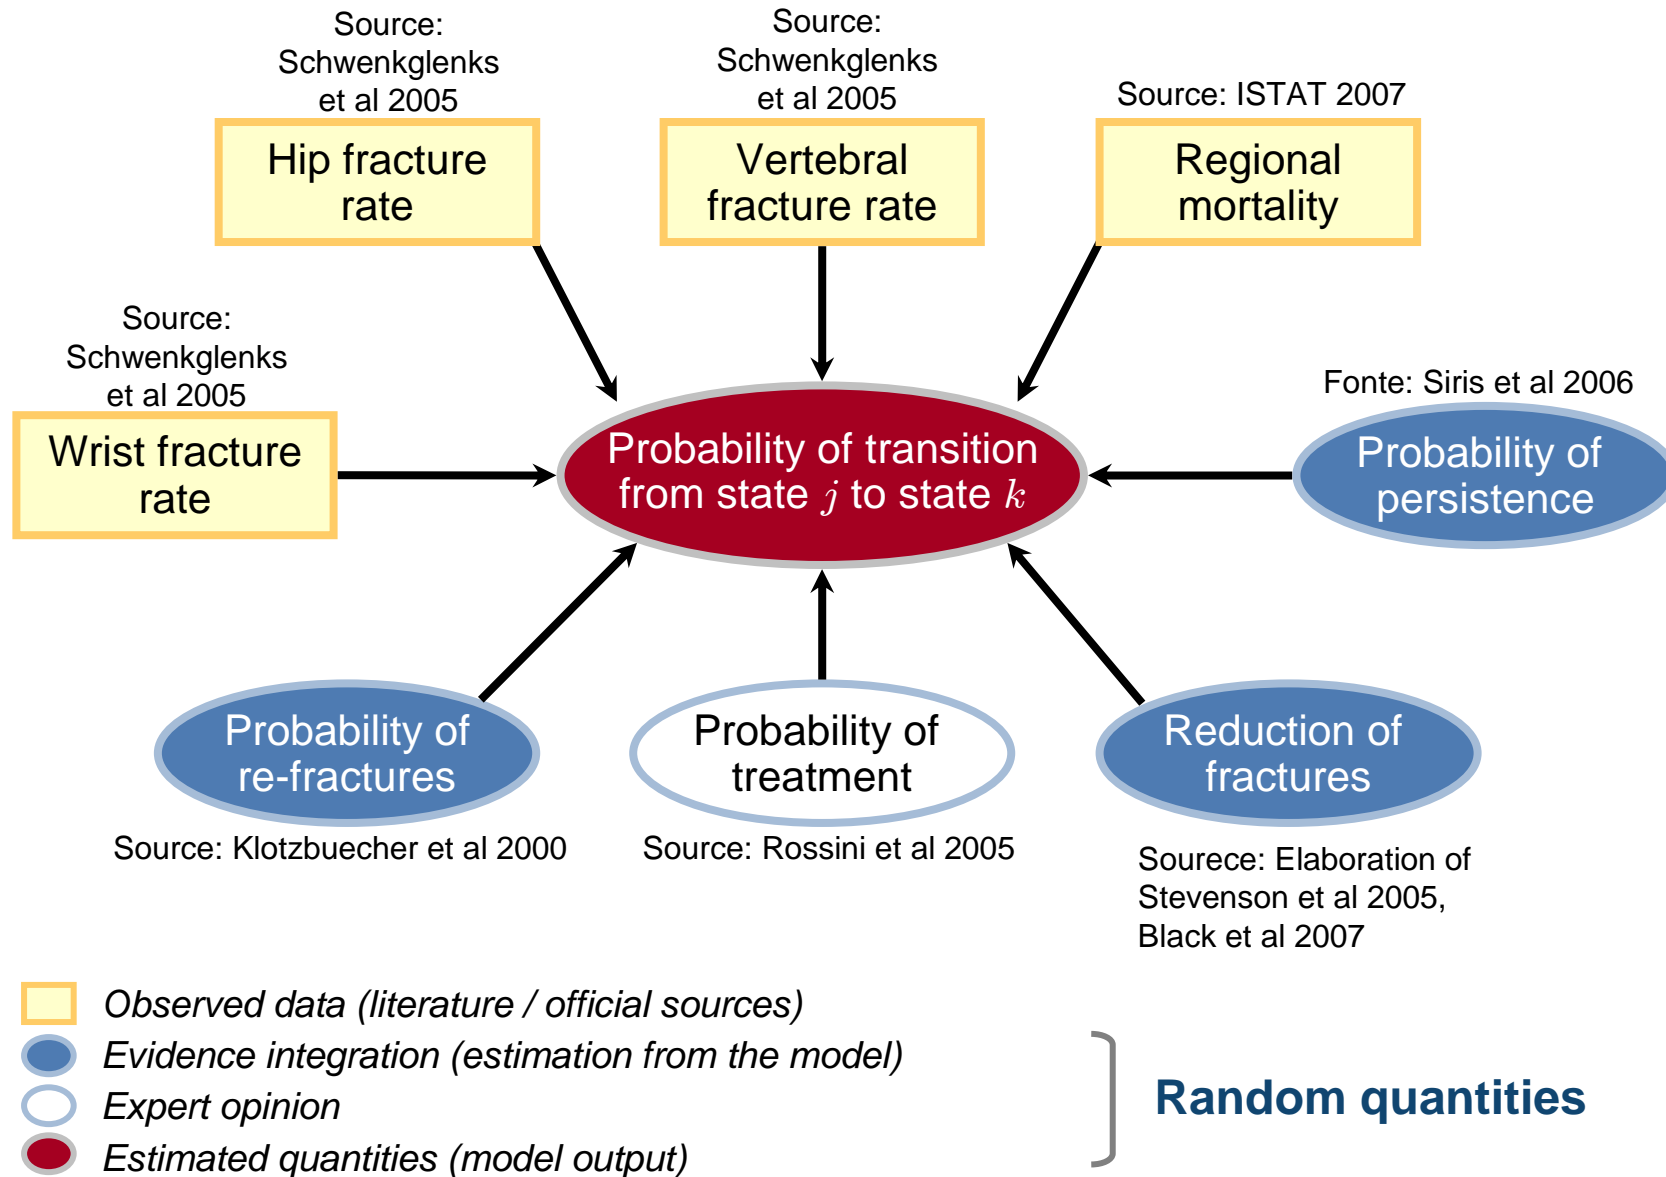 Source:
Schwenkglenks
et al 2005
Hip fracture
rate
Source:
Schwenkglenks
et al 2005
Vertebral
fracture rate
Source: ISTAT 2007
Regional
mortality
Source:
Schwenkglenks
et al 2005
Wrist fracture
rate
Probability of transition
from state j to state k
Fonte: Siris et al 2006
Probability of
persistence
Probability of
re-fractures
Source: Klotzbuecher et al 2000
Probability of
treatment
Source: Rossini et al 2005
Reduction of
fractures
Sourece: Elaboration of
Stevenson et al 2005,
Black et al 2007
Observed data (literature / official sources)
Evidence integration (estimation from the model)
Expert opinion
Estimated quantities (model output)
Random quantities